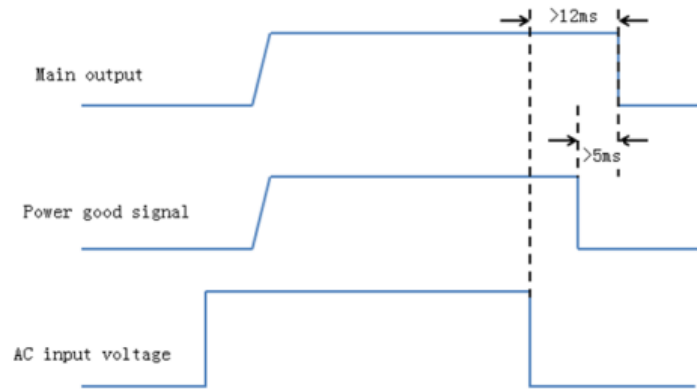 >12ms
Main output
>5ms
Power good signal
AC input voltage